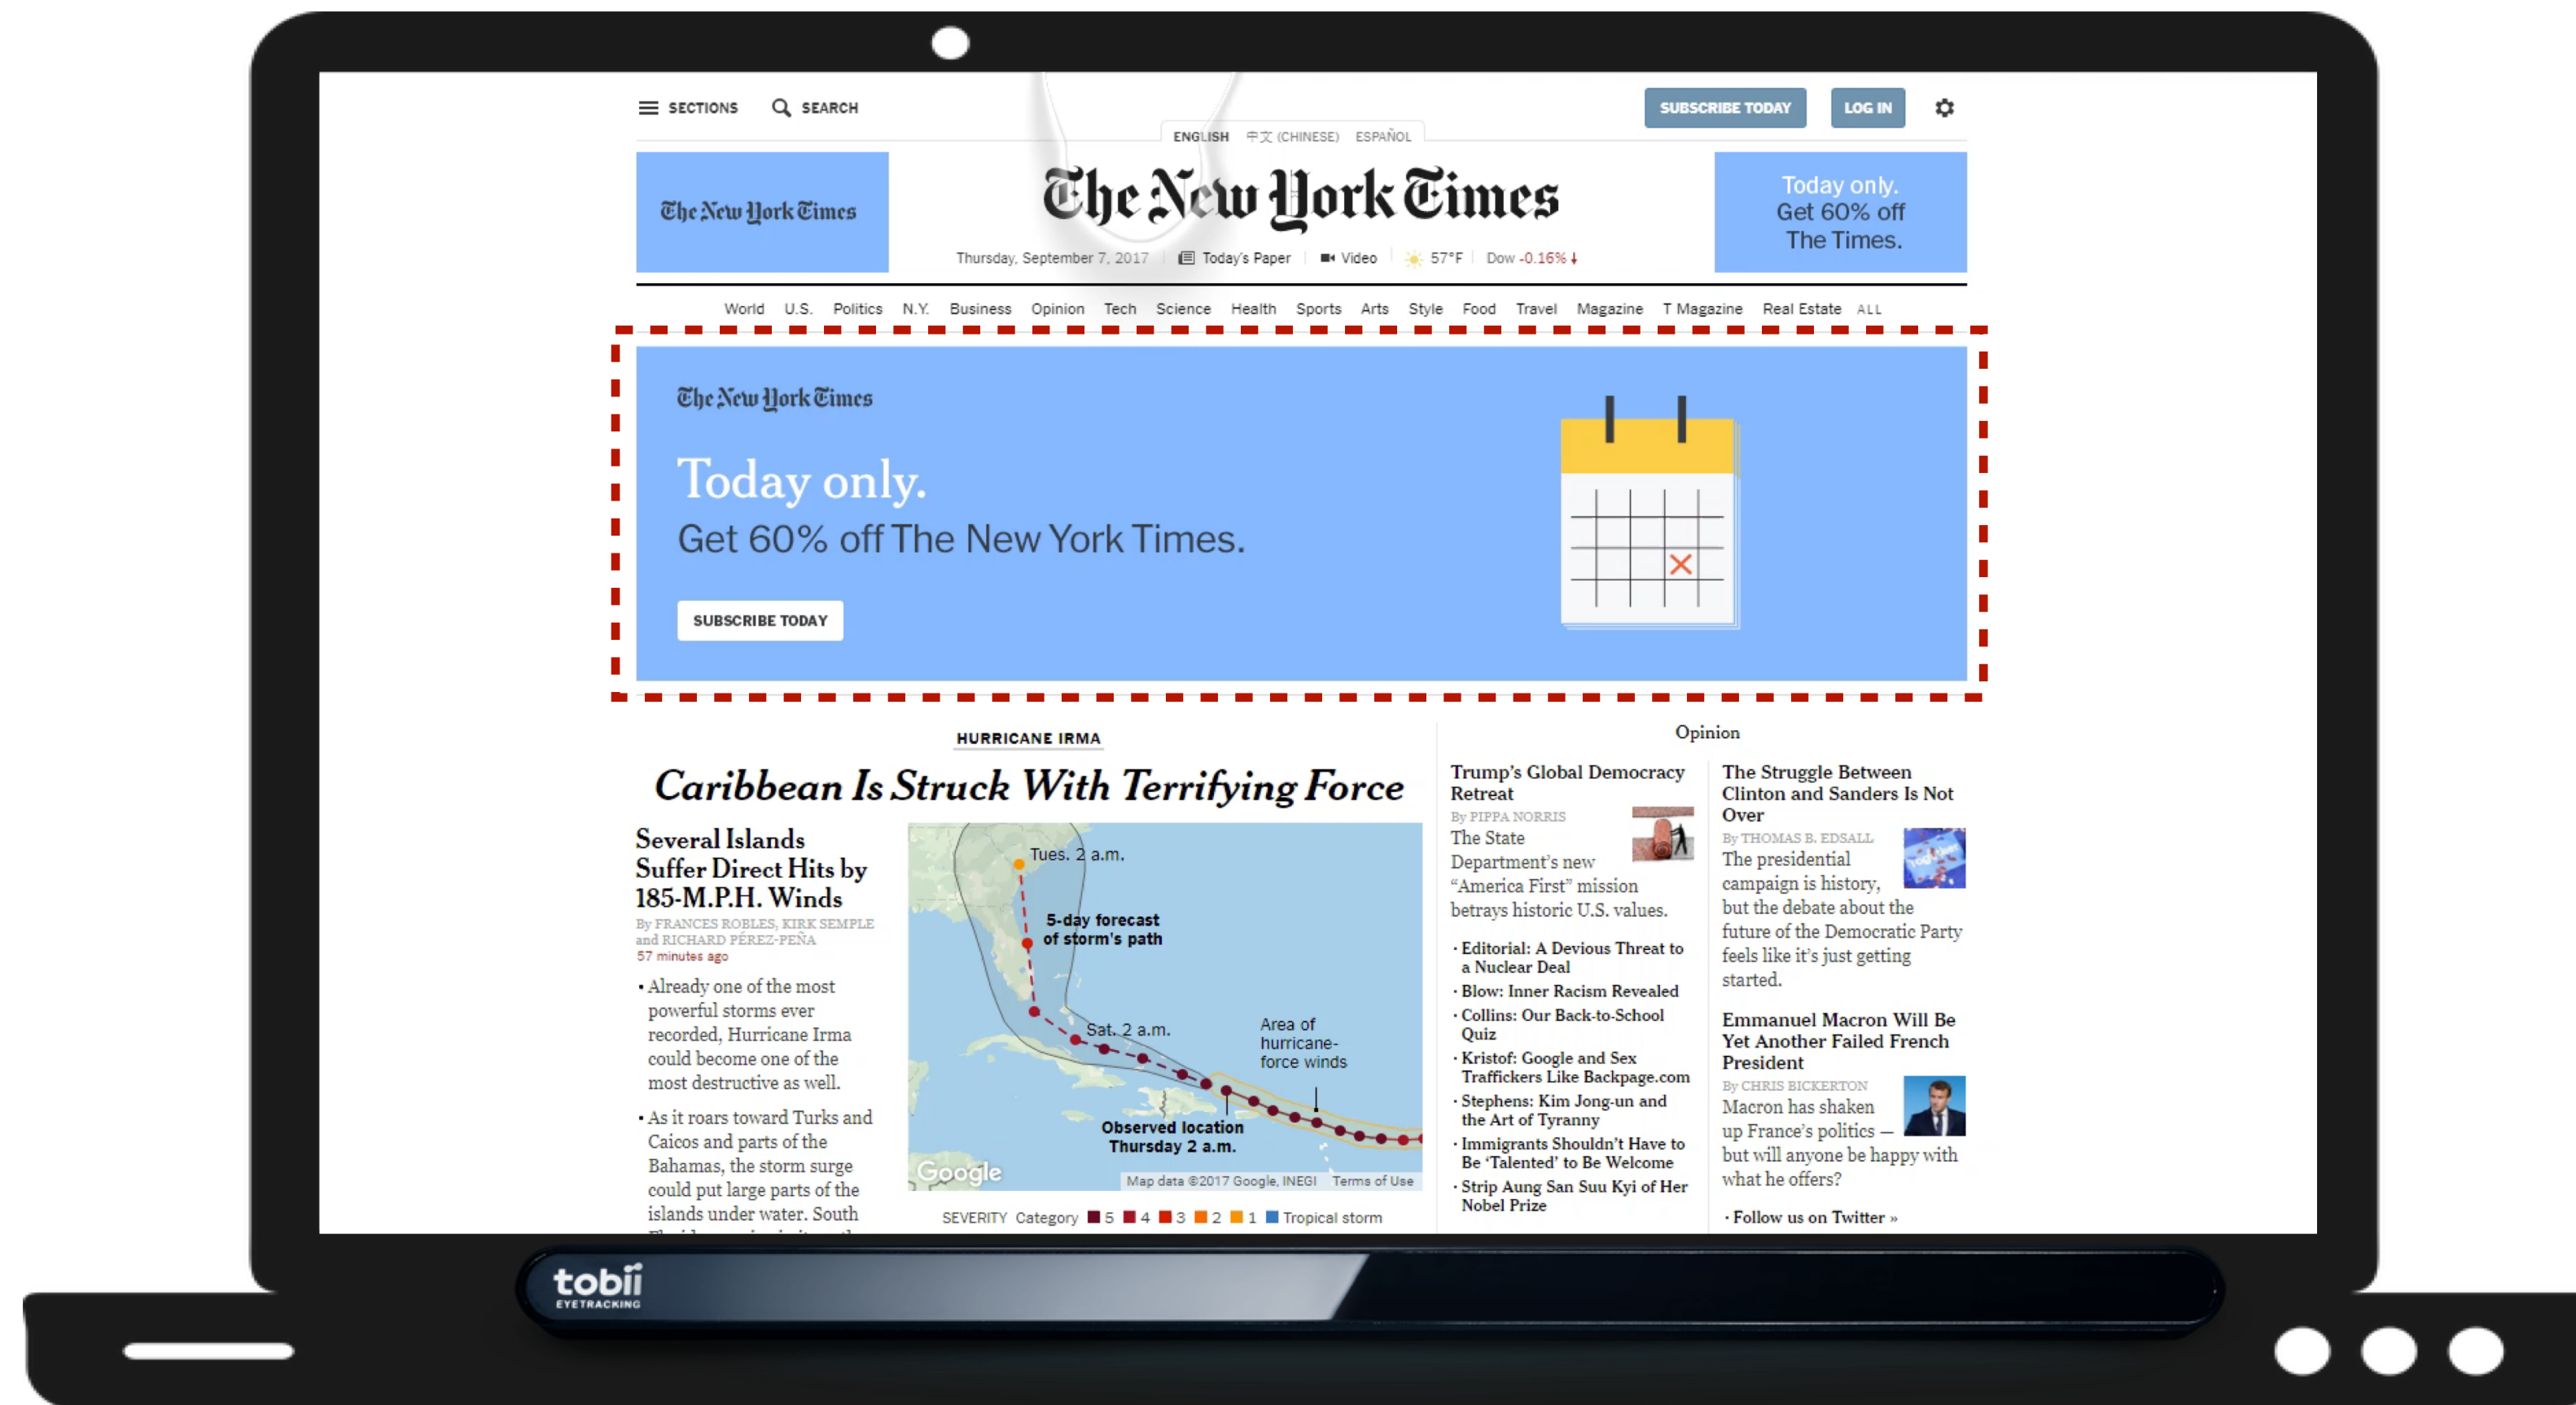 SECTIONS SEARCH
SUBSCRIBE TODAY LOG IN
ENGLISH 中文 (CHINESE) ESPAÑOL
The New York Times
The New York Times
Today only.
Get 60% off
The Times.
Thursday, September 7, 2017 Today's Paper Video 57°F Dow -0.16%↓
World U.S. Politics N.Y. Business Opinion Tech Science Health Sports Arts Style Food Travel Magazine T Magazine Real Estate ALL
The New York Times
Today only.
Get 60% off The New York Times.
SUBSCRIBE TODAY
HURRICANE IRMA
Caribbean Is Struck With Terrifying Force
Several Islands
Suffer Direct Hits by
185-M.P.H. Winds
By FRANCES ROBLES, KIRK SEMPLE
and RICHARD PÉREZ-PEÑA
57 minutes ago
· Already one of the most
powerful storms ever
recorded, Hurricane Irma
could become one of the
most destructive as well.
· As it roars toward Turks and
Caicos and parts of the
Bahamas, the storm surge
could put large parts of the
islands under water. South
Tues. 2 a.m.
5-day forecast
of storm's path
Sat. 2 a.m.
Area of
hurricane-
force winds
Observed location
Thursday 2 a.m.
Google
Map data ©2017 Google, INEGI Terms of Use
SEVERITY Category 5 4 3 2 1 Tropical storm
Opinion
Trump's Global Democracy
Retreat
By PIPPA NORRIS
The State
Department's new
“America First” mission
betrays historic U.S. values.
· Editorial: A Devious Threat to
a Nuclear Deal
· Blow: Inner Racism Revealed
· Collins: Our Back-to-School
Quiz
· Kristof: Google and Sex
Traffickers Like Backpage.com
· Stephens: Kim Jong-un and
the Art of Tyranny
· Immigrants Shouldn't Have to
Be ‘Talented’ to Be Welcome
· Strip Aung San Suu Kyi of Her
Nobel Prize
The Struggle Between
Clinton and Sanders Is Not
Over
By THOMAS B. EDSALL
The presidential
campaign is history,
but the debate about the
future of the Democratic Party
feels like it's just getting
started.
Emmanuel Macron Will Be
Yet Another Failed French
President
By CHRIS BICKERTON
Macron has shaken
up France's politics —
but will anyone be happy with
what he offers?
· Follow us on Twitter »
tobii
EYETRACKING